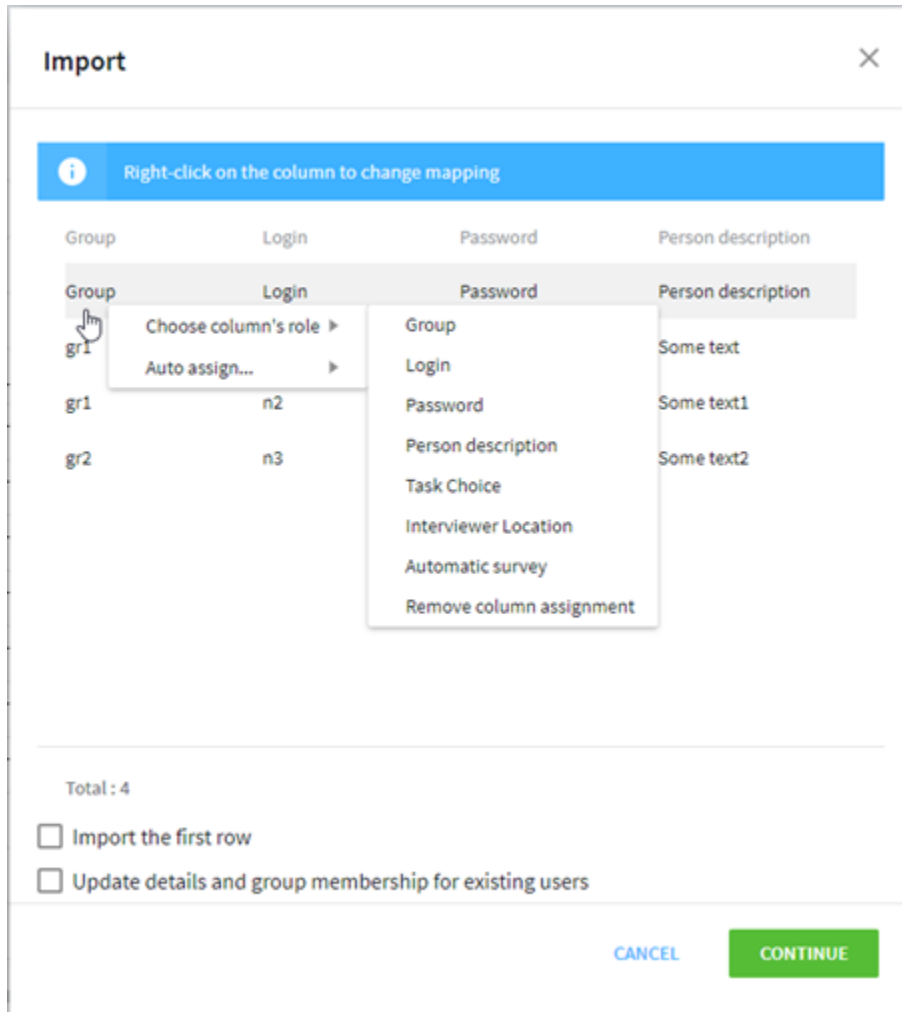 Import
Right-click on the column to change mapping
Group Login Password Person description
Group Login Password Person description
Choose column's role
Auto assign...
Group
Login
Password
Person description
Task Choice
Interviewer Location
Automatic survey
Remove column assignment
gr1 Some text
gr1 n2 Some text1
gr2 n3 Some text2
Total : 4
Import the first row
Update details and group membership for existing users
CANCEL CONTINUE